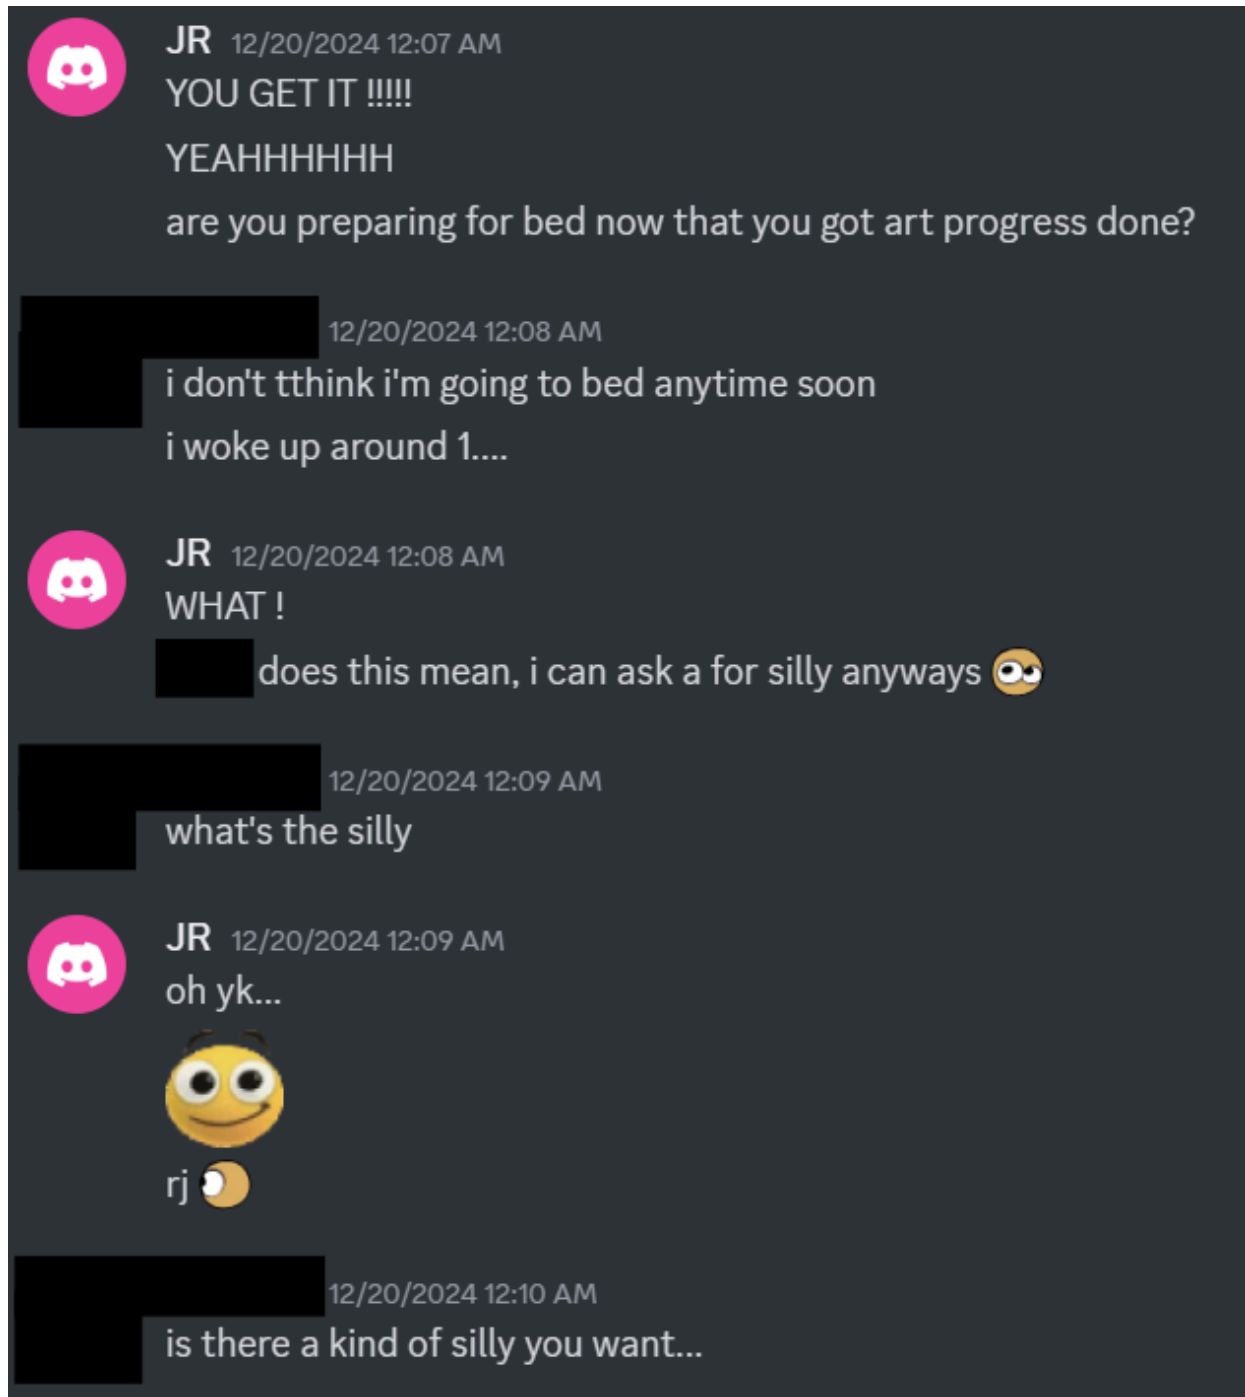 JR 12/20/2024 12:07 AM
YOU GET IT !!!!!
YEAHHHHHH
are you preparing for bed now that you got art progress done?
12/20/2024 12:08 AM
i don't tthink i'm going to bed anytime soon
i woke up around 1....
JR 12/20/2024 12:08 AM
WHAT !
does this mean, i can ask a for silly anyways
12/20/2024 12:09 AM
what's the silly
JR 12/20/2024 12:09 AM
oh yk...
rj
12/20/2024 12:10 AM
is there a kind of silly you want...